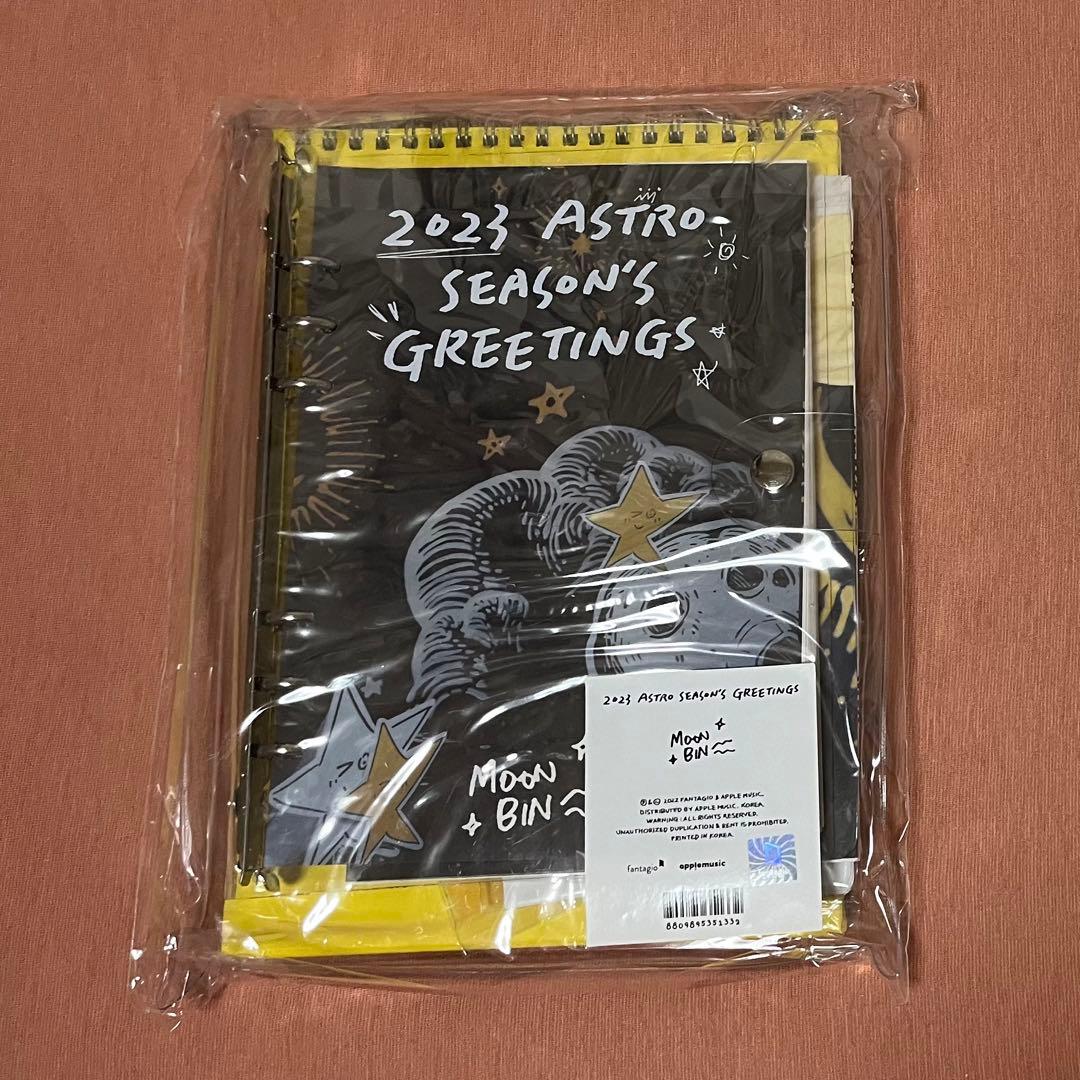 2023 ASTRO
SEASON'S
GREETINGS
MOON
BIN
2023 ASTRO SEASON'S GREETINGS
MOON
BIN
Ⓟ&© 2022 FANTAGIO & APPLE MUSIC.
DISTRIBUTED BY APPLE MUSIC. KOREA.
WARNING : ALL RIGHTS RESERVED.
UNAUTHORIZED DUPLICATION & RENT IS PROHIBITED.
PRINTED IN KOREA.
fantagio applemusic
8809895351332